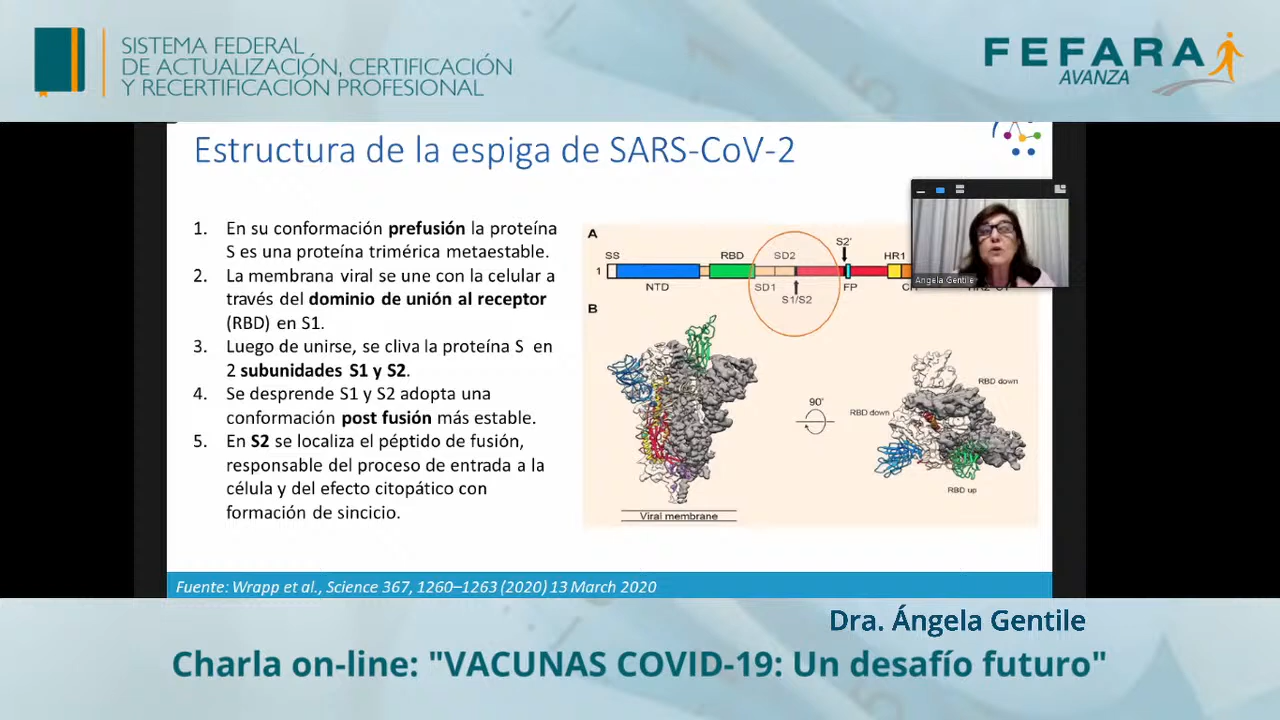 SISTEMA FEDERAL
DE ACTUALIZACIÓN, CERTIFICACIÓN
Y RECERTIFICACIÓN PROFESIONAL
FEFARA
AVANZA
Estructura de la espiga de SARS-CoV-2
1. En su conformación prefusión la proteína
S es una proteína trimérica metaestable.
2. La membrana viral se une con la celular a
través del dominio de unión al receptor
(RBD) en S1.
3. Luego de unirse, se cliva la proteína S en
2 subunidades S1 y S2.
4. Se desprende S1 y S2 adopta una
conformación post fusión más estable.
5. En S2 se localiza el péptido de fusión,
responsable del proceso de entrada a la
célula y del efecto citopático con
formación de sincicio.
A
S2'
SS RBD SD2 HR1
1
NTD SD1 FP
S1/S2
B
90°
RBD down
RBD down
RBD up
Viral membrane
Angela Gentile
Fuente: Wrapp et al., Science 367, 1260–1263 (2020) 13 March 2020
Dra. Ángela Gentile
Charla on-line: "VACUNAS COVID-19: Un desafío futuro"